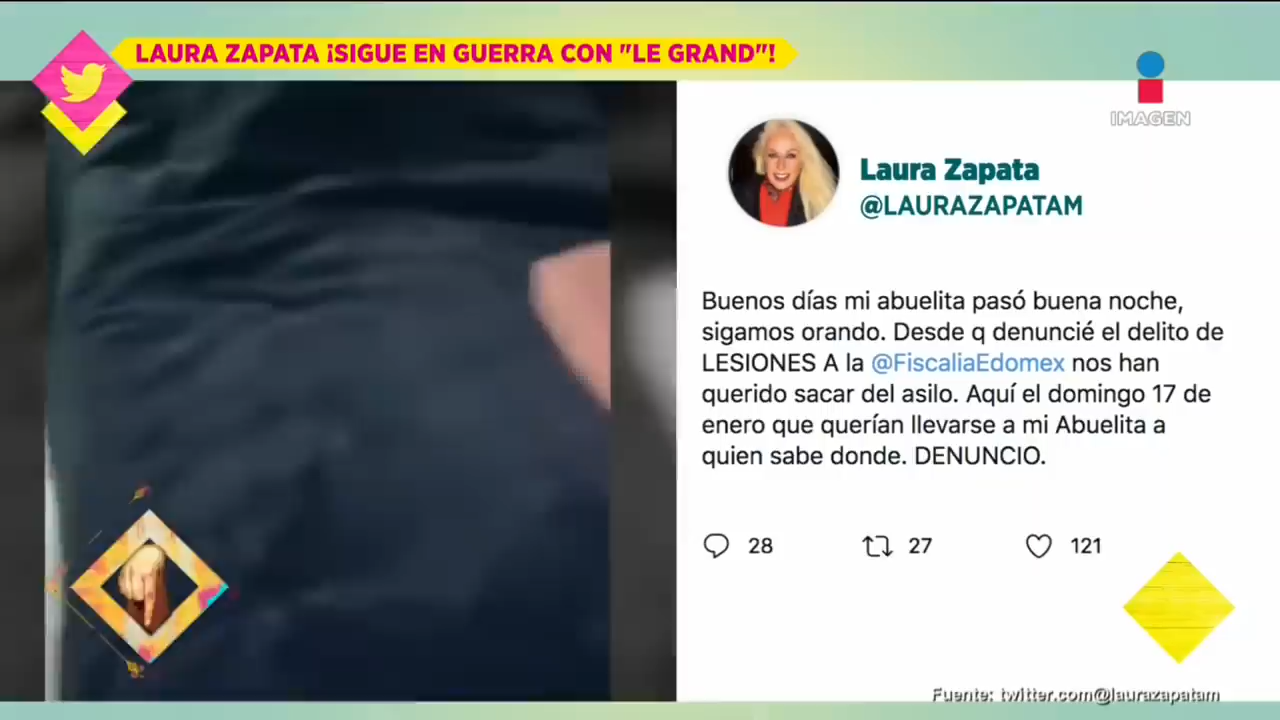 LAURA ZAPATA ¡SIGUE EN GUERRA CON "LE GRAND"!
IMAGEN
Laura Zapata
@LAURAZAPATAM
Buenos días mi abuelita pasó buena noche,
sigamos orando. Desde q denuncié el delito de
LESIONES A la @FiscaliaEdomex nos han
querido sacar del asilo. Aquí el domingo 17 de
enero que querían llevarse a mi Abuelita a
quien sabe donde. DENUNCIO.
28 27 121
Fuente: twitter.com@laurazapatam